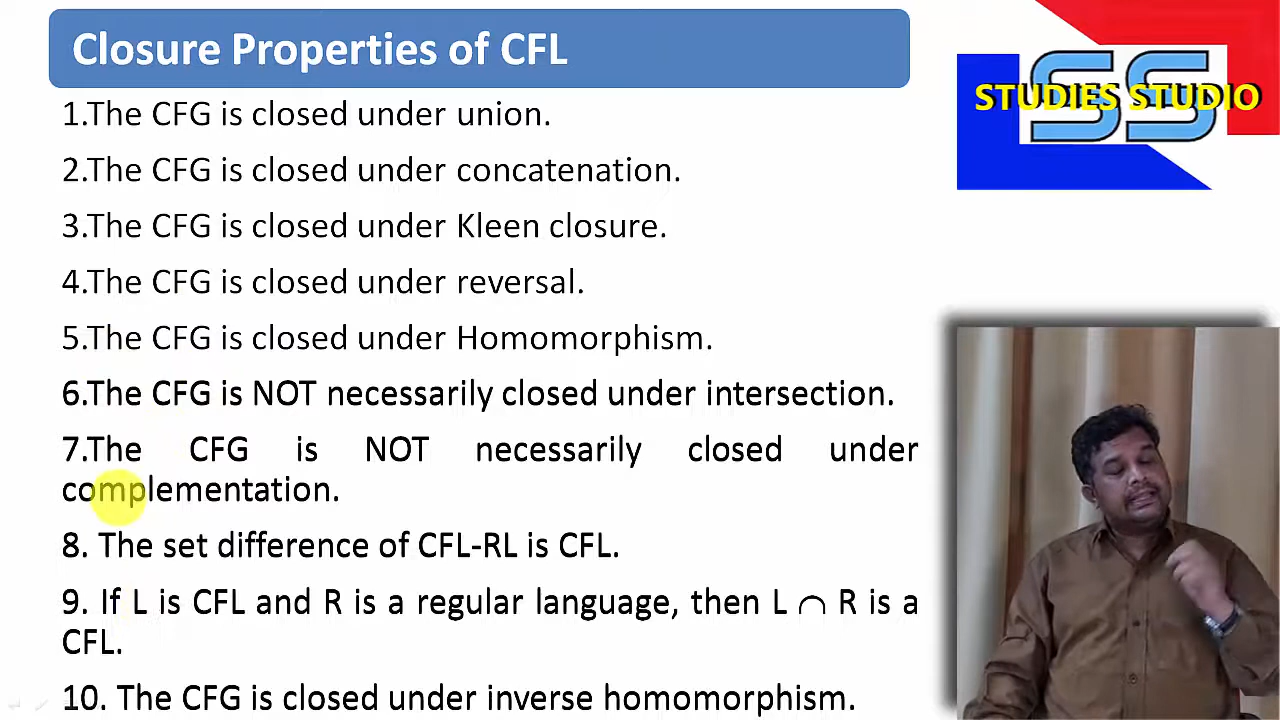 Closure Properties of CFL
SS
STUDIES STUDIO
1.The CFG is closed under union.
2.The CFG is closed under concatenation.
3.The CFG is closed under Kleen closure.
4.The CFG is closed under reversal.
5.The CFG is closed under Homomorphism.
6.The CFG is NOT necessarily closed under intersection.
7.The CFG is NOT necessarily closed under
complementation.
8. The set difference of CFL-RL is CFL.
9. If L is CFL and R is a regular language, then L ∩ R is a
CFL.
10. The CFG is closed under inverse homomorphism.